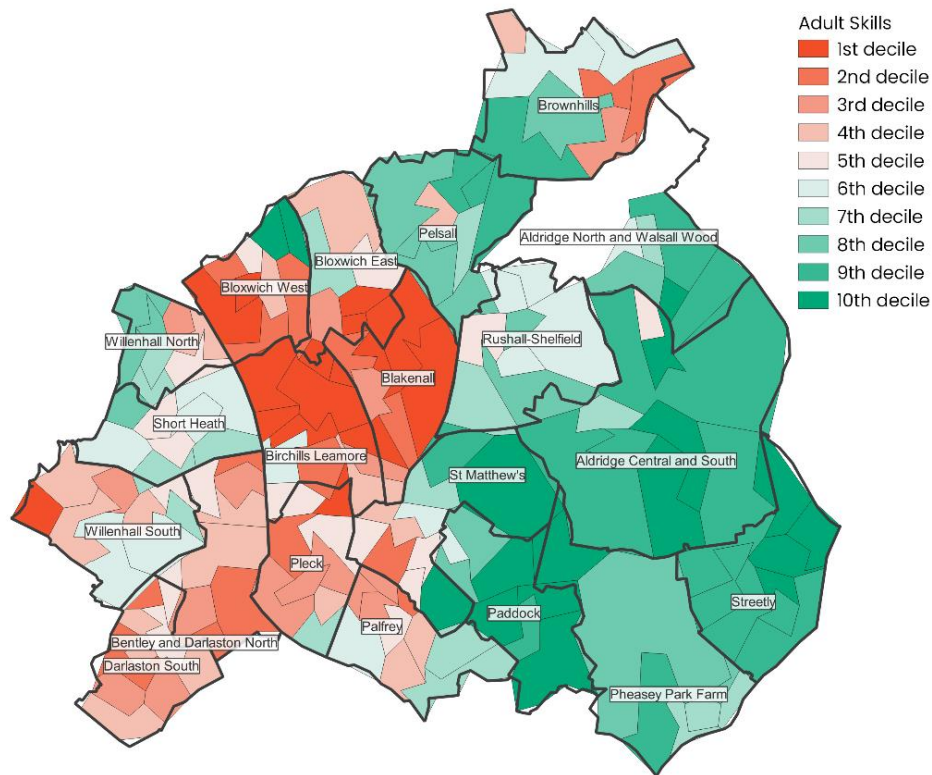 Adult Skills
1st decile
2nd decile
3rd decile
4th decile
5th decile
6th decile
7th decile
8th decile
9th decile
10th decile
Brownhills
Pelsall
Aldridge North and Walsall Wood
Bloxwich East
Bloxwich West
Willenhall North
Rushall-Shelfield
Blakenall
Short Heath
Birchills Leamore
Aldridge Central and South
St Matthew's
Willenhall South
Pleck
Streetly
Paddock
Palfrey
Bentley and Darlaston North
Darlaston South
Pheasey Park Farm